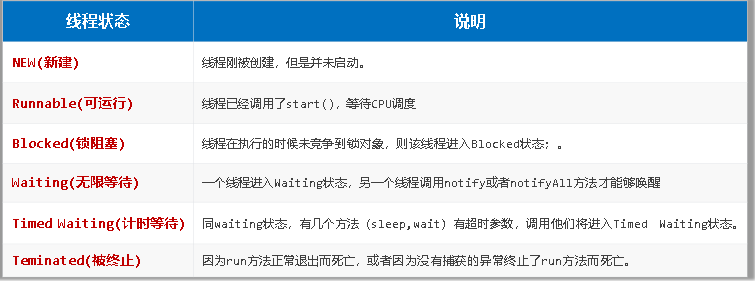 线程状态 说明
NEW(新建) 线程刚被创建，但是并未启动。
Runnable(可运行) 线程已经调用了start()，等待CPU调度
Blocked(锁阻塞) 线程在执行的时候未竞争到锁对象，则该线程进入Blocked状态；。
Waiting(无限等待) 一个线程进入Waiting状态，另一个线程调用notify或者notifyAll方法才能够唤醒
Timed Waiting(计时等待) 同waiting状态，有几个方法（sleep,wait）有超时参数，调用他们将进入Timed Waiting状态。
Teminated(被终止) 因为run方法正常退出而死亡，或者因为没有捕获的异常终止了run方法而死亡。